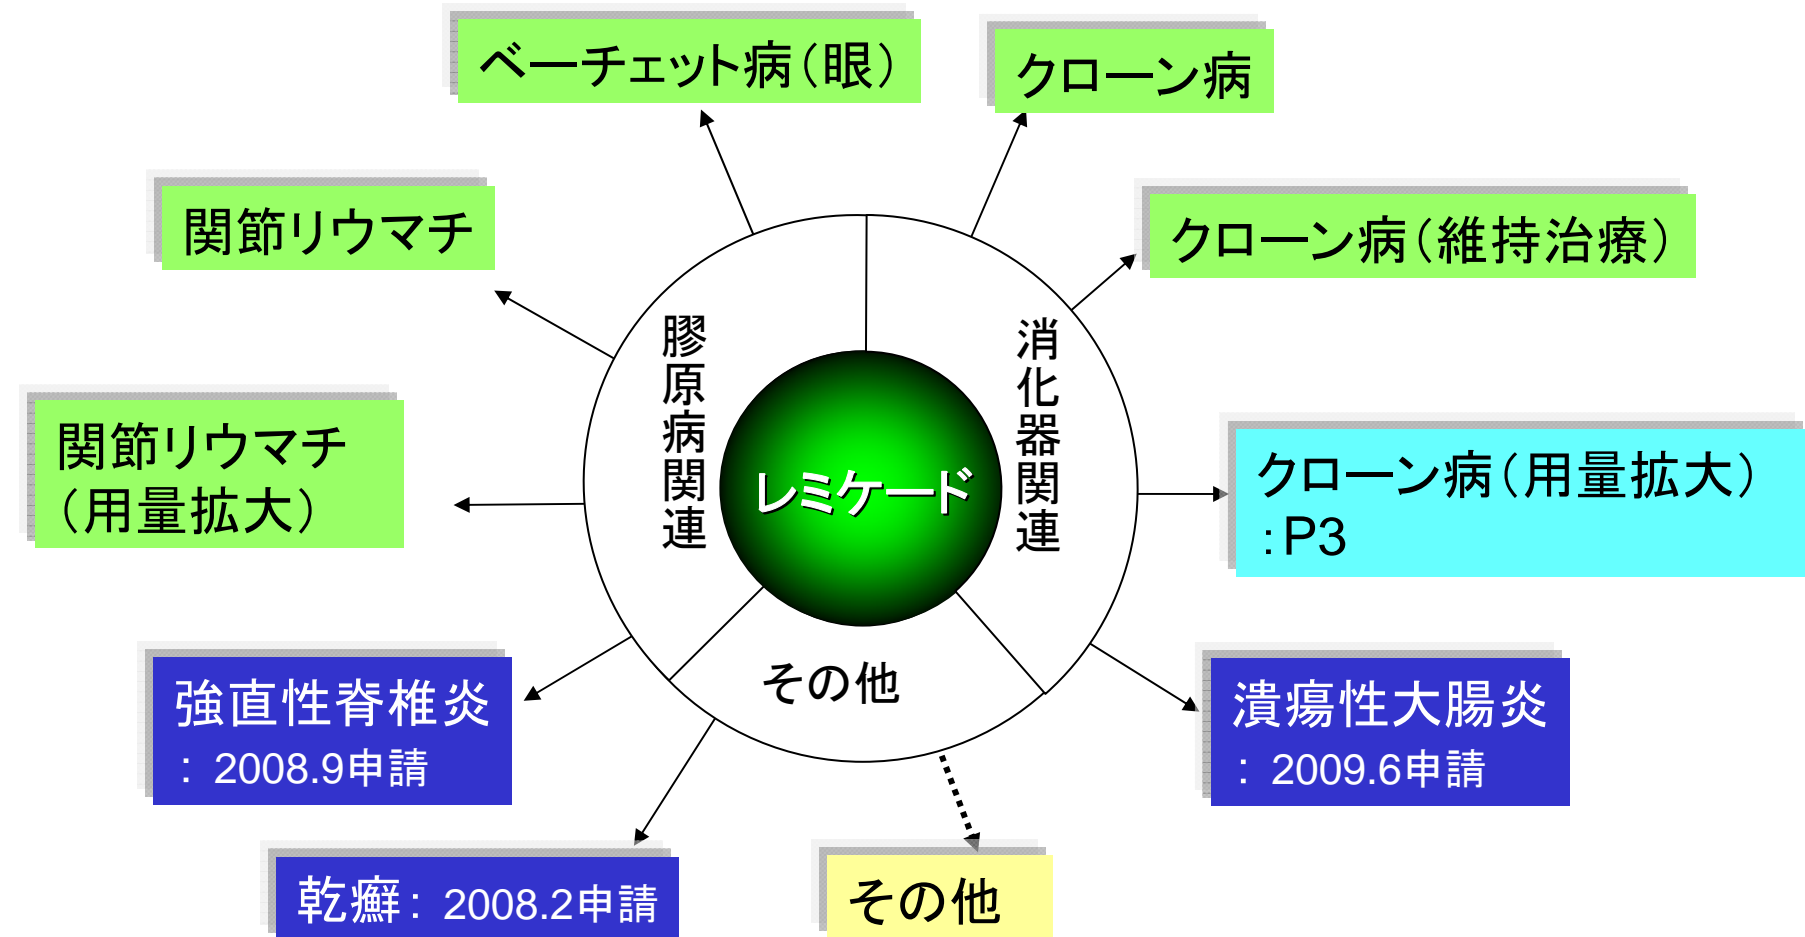 ベーチェット病（眼）
クローン病
関節リウマチ
クローン病（維持治療）
膠原病関連
消化器関連
関節リウマチ
（用量拡大）
レミケード
クローン病（用量拡大）
：P3
強直性脊椎炎
： 2008.9申請
その他
潰瘍性大腸炎
： 2009.6申請
乾癬： 2008.2申請
その他